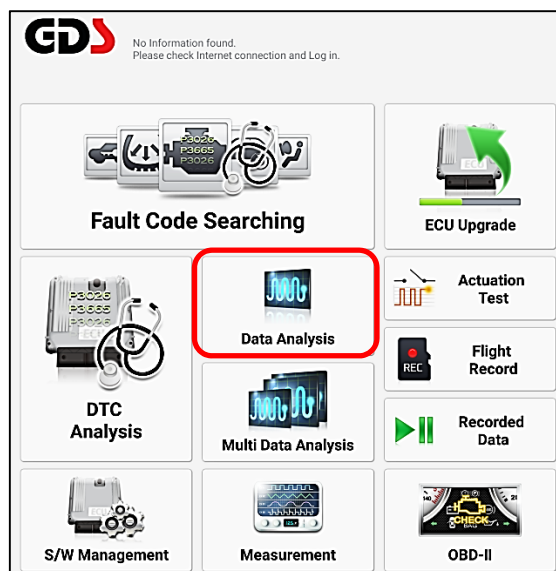 GDS
No Information found.
Please check Internet connection and Log in.
P3026
P3665
P3026
Fault Code Searching
ECU
ECU Upgrade
P3026
P3665
P3026
ECU
DTC
Analysis
Data Analysis
Multi Data Analysis
Actuation
Test
REC
Flight
Record
Recorded
Data
S/W Management
Measurement
CHECK
OBD-II